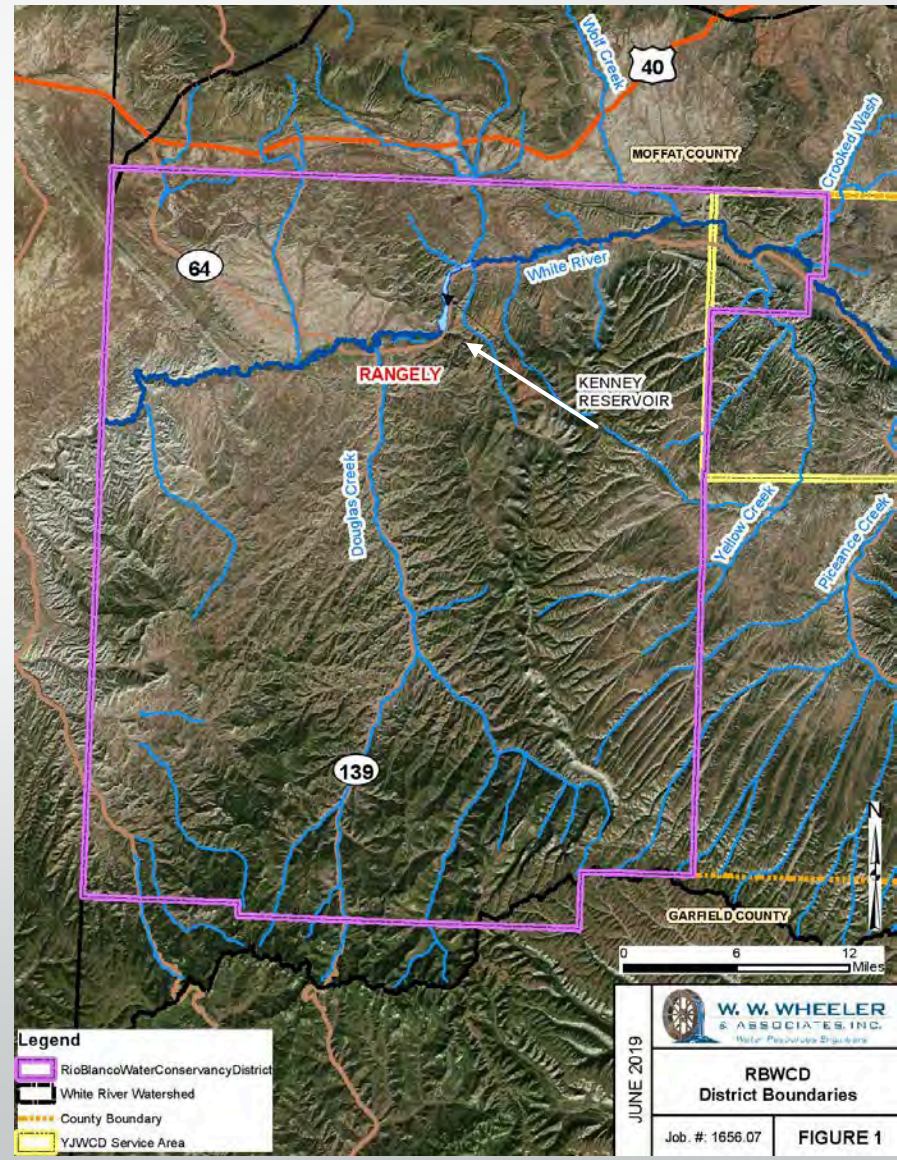 Wolf Creek
40
Crooked Wash
MOFFAT COUNTY
64
White River
RANGELY
KENNEY
RESERVOIR
Douglas Creek
Yellow Creek
Piceance Creek
139
N
GARFIELD COUNTY
0 6 12
Miles
Legend
RioBlancoWaterConservancyDistrict
White River Watershed
County Boundary
YJWCD Service Area
JUNE 2019
W. W. WHEELER
& ASSOCIATES, INC.
Water Resources Engineers
RBWCD
District Boundaries
Job. #: 1656.07
FIGURE 1